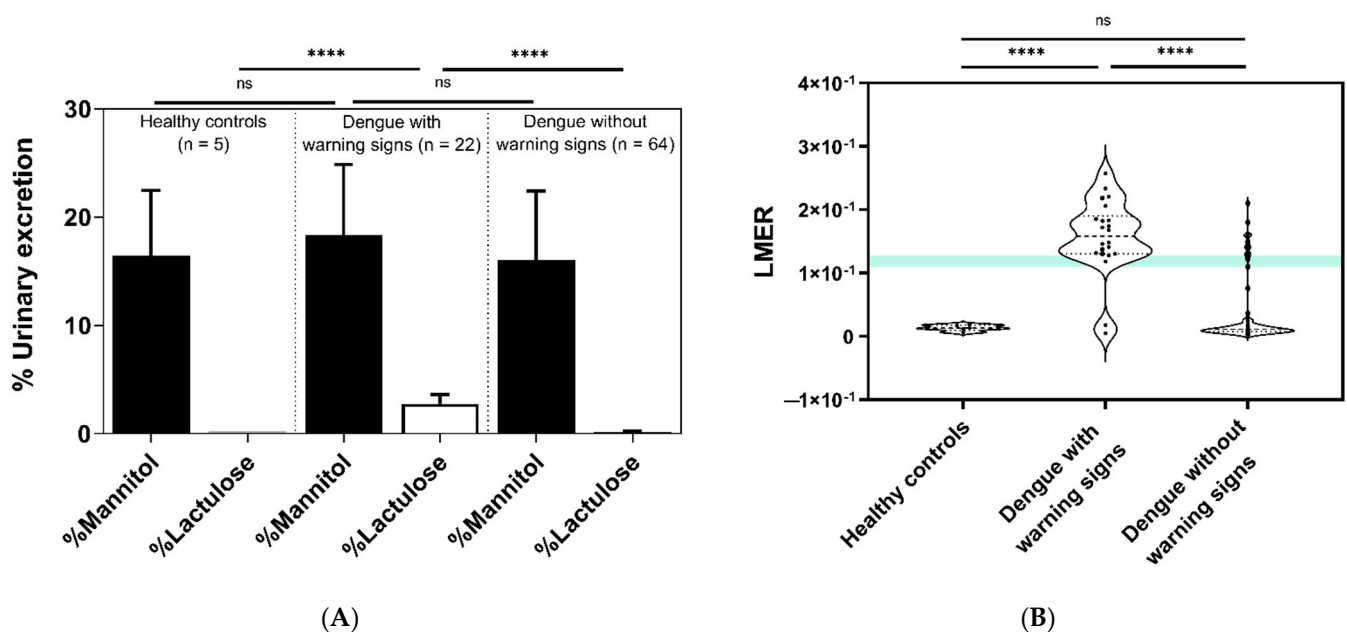 ****
****
ns
ns
30
20
10
0
% Urinary excretion
Healthy controls
(n = 5)
Dengue with
warning signs (n = 22)
Dengue without
warning signs (n = 64)
%Mannitol
%Lactulose
%Mannitol
%Lactulose
%Mannitol
%Lactulose
(A)
ns
****
****
4×10⁻¹
3×10⁻¹
2×10⁻¹
1×10⁻¹
0
−1×10⁻¹
LMER
Healthy controls
Dengue with
warning signs
Dengue without
warning signs
(B)